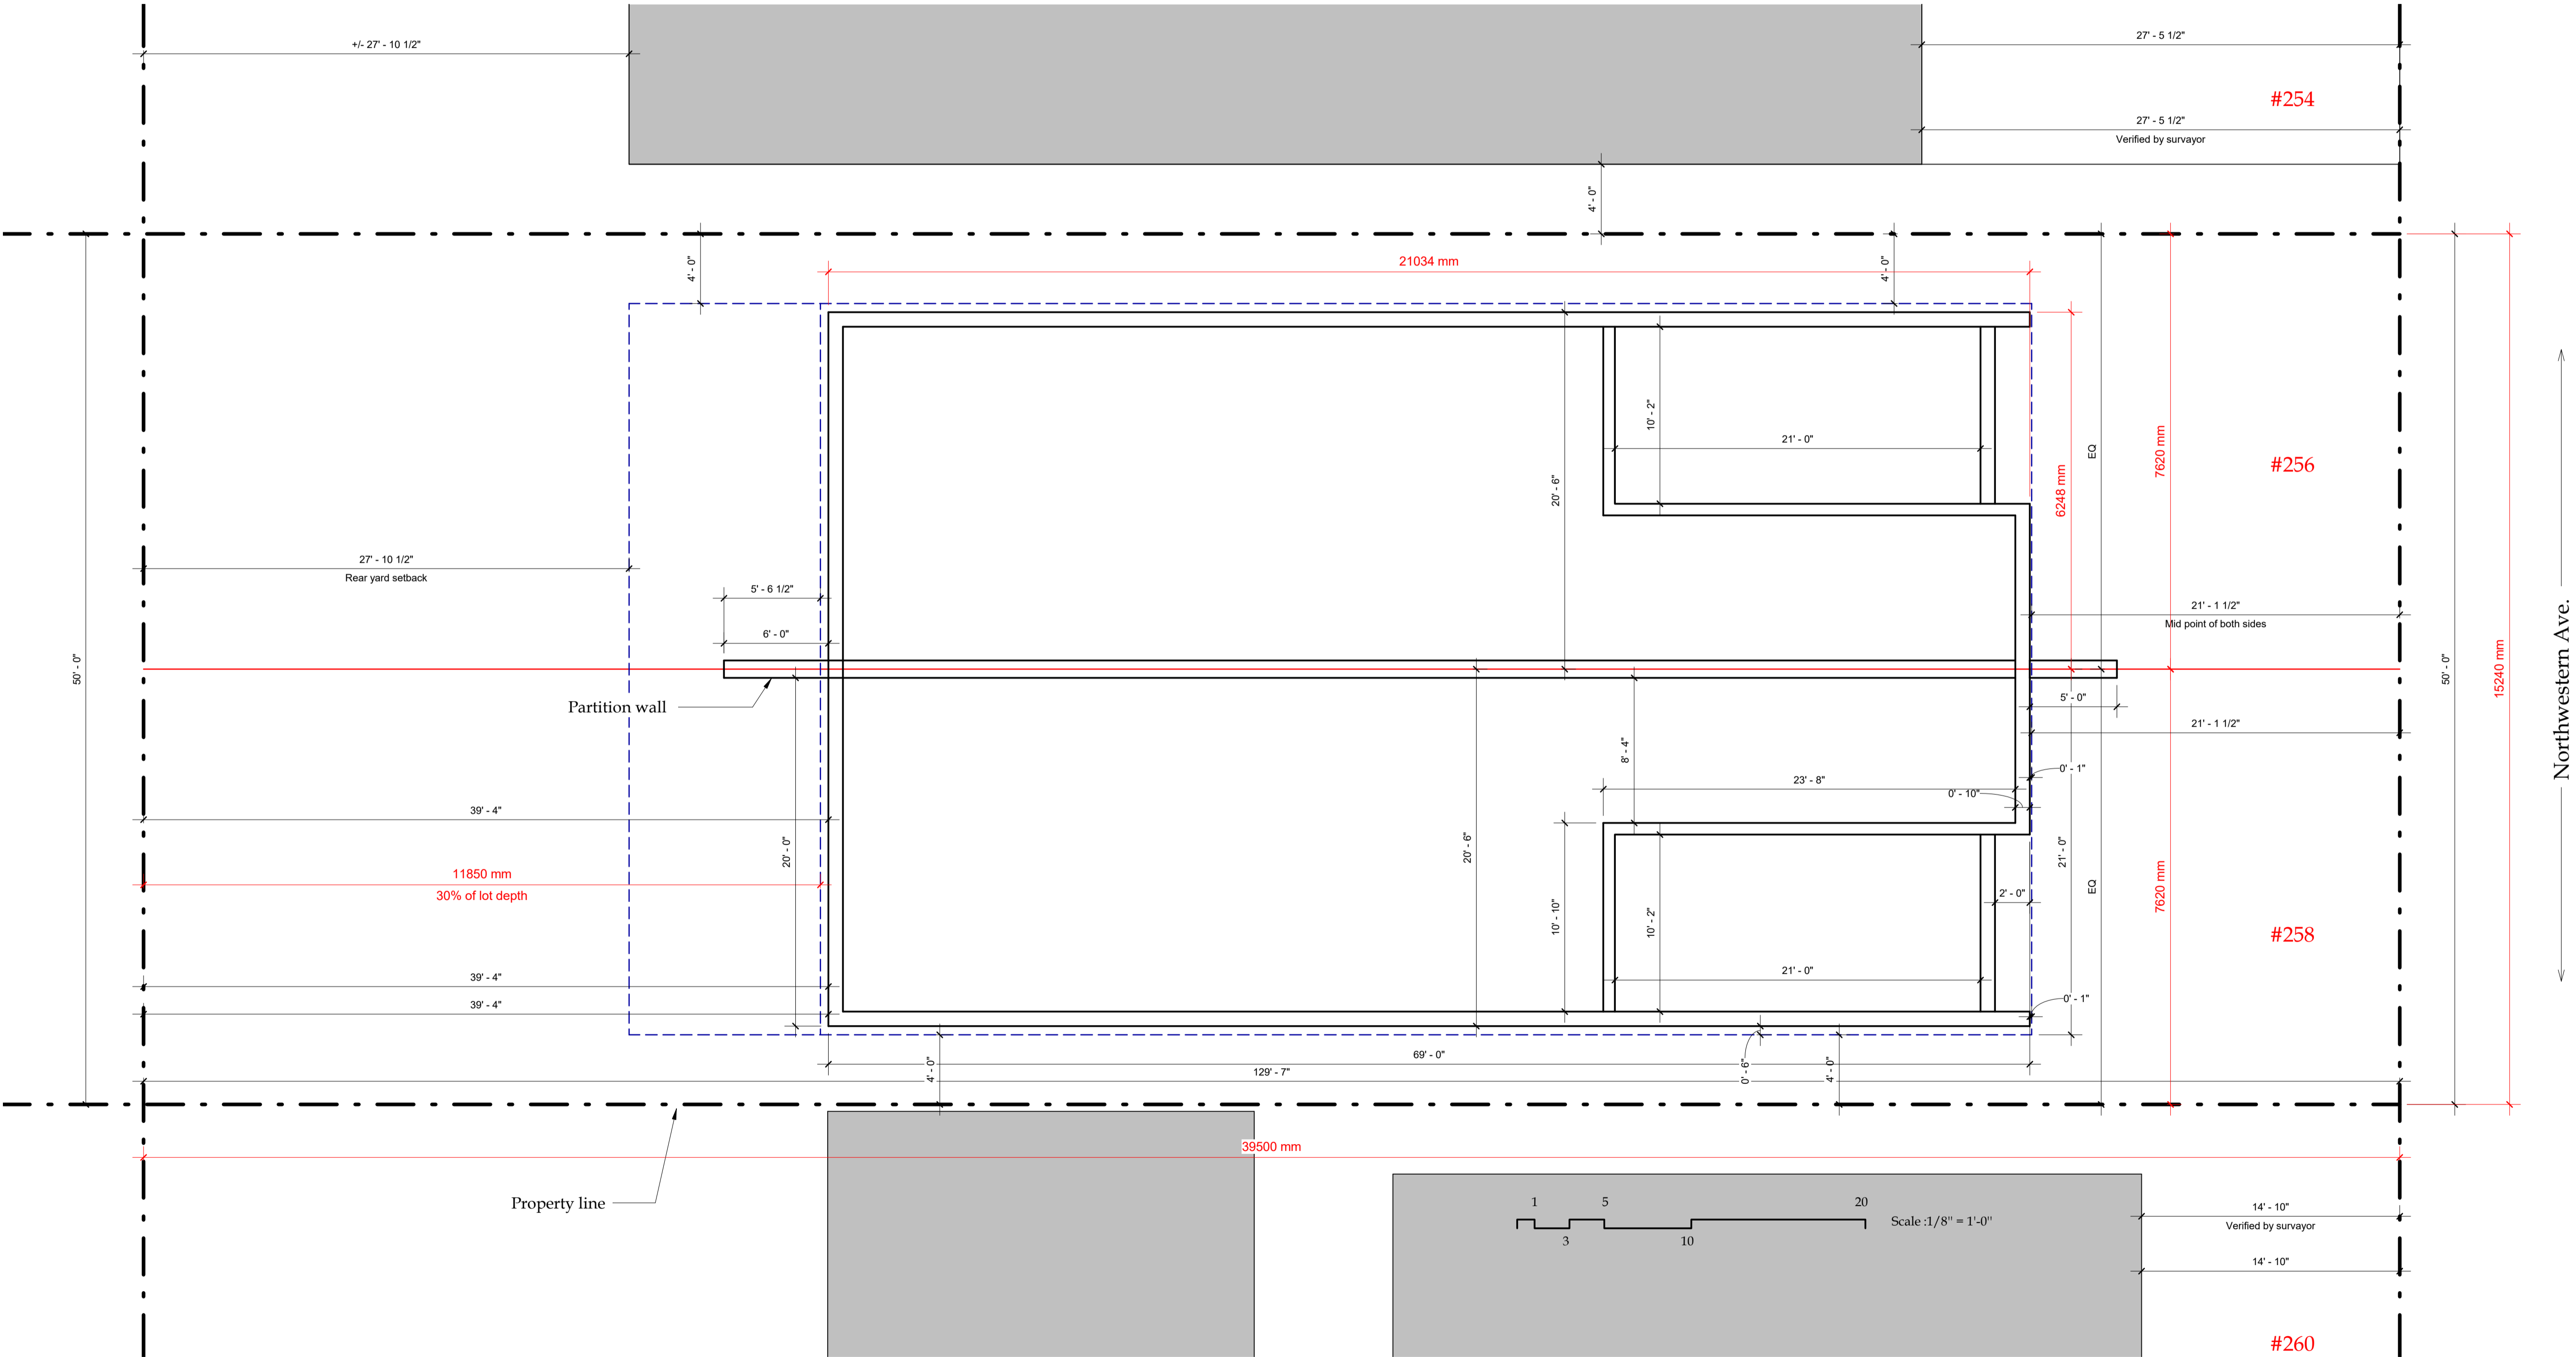 +/- 27' - 10 1/2"
27' - 5 1/2"
#254
27' - 5 1/2"
Verified by survayor
4' - 0"
4' - 0"
21034 mm
4' - 0"
10' - 2"
21' - 0"
20' - 6"
6248 mm
EQ
7620 mm
#256
27' - 10 1/2"
Rear yard setback
5' - 6 1/2"
6' - 0"
21' - 1 1/2"
Mid point of both sides
50' - 0"
50' - 0"
15240 mm
Northwestern Ave.
Partition wall
5' - 0"
21' - 1 1/2"
8' - 4"
23' - 8"
0' - 1"
0' - 10"
39' - 4"
20' - 0"
20' - 6"
21' - 0"
11850 mm
30% of lot depth
2' - 0"
EQ
7620 mm
10' - 10"
10' - 2"
#258
39' - 4"
21' - 0"
39' - 4"
0' - 1"
69' - 0"
4' - 0"
129' - 7"
0' - 6"
4' - 0"
39500 mm
Property line
1 5 20
Scale :1/8" = 1'-0"
3 10
14' - 10"
Verified by survayor
14' - 10"
#260